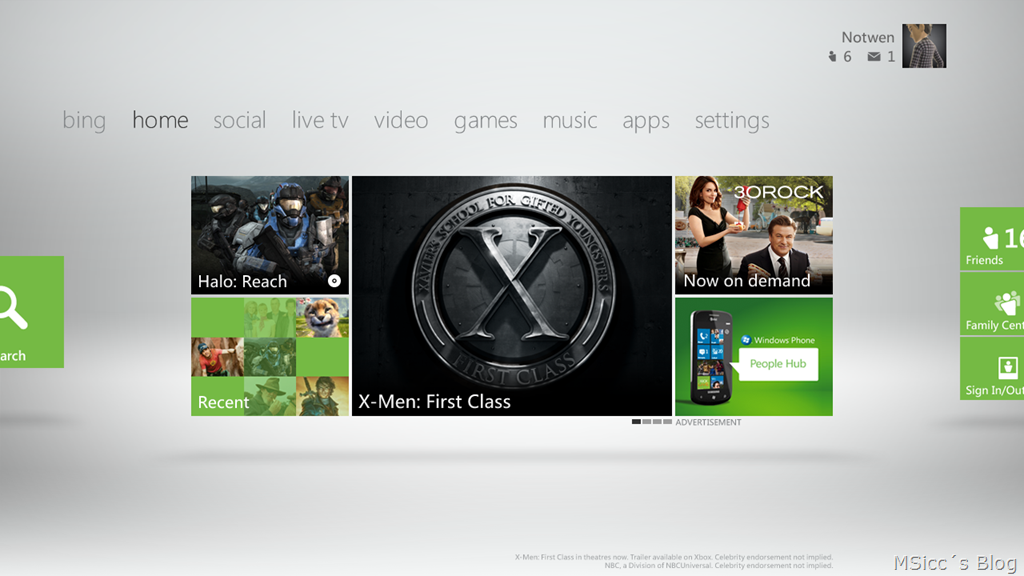 Notwen
6 1
bing home social live tv video games music apps settings
Halo: Reach
XAVIER'S SCHOOL FOR GIFTED YOUNGSTERS
X
FIRST CLASS
X-Men: First Class
30ROCK
Now on demand
Recent
Windows Phone
People Hub
ADVERTISEMENT
arch
16
Friends
Family Cent
Sign In/Out
X-Men: First Class in theatres now. Trailer available on Xbox. Celebrity endorsement not implied.
NBC, a Division of NBCUniversal. Celebrity endorsement not implied.
MSicc´s Blog